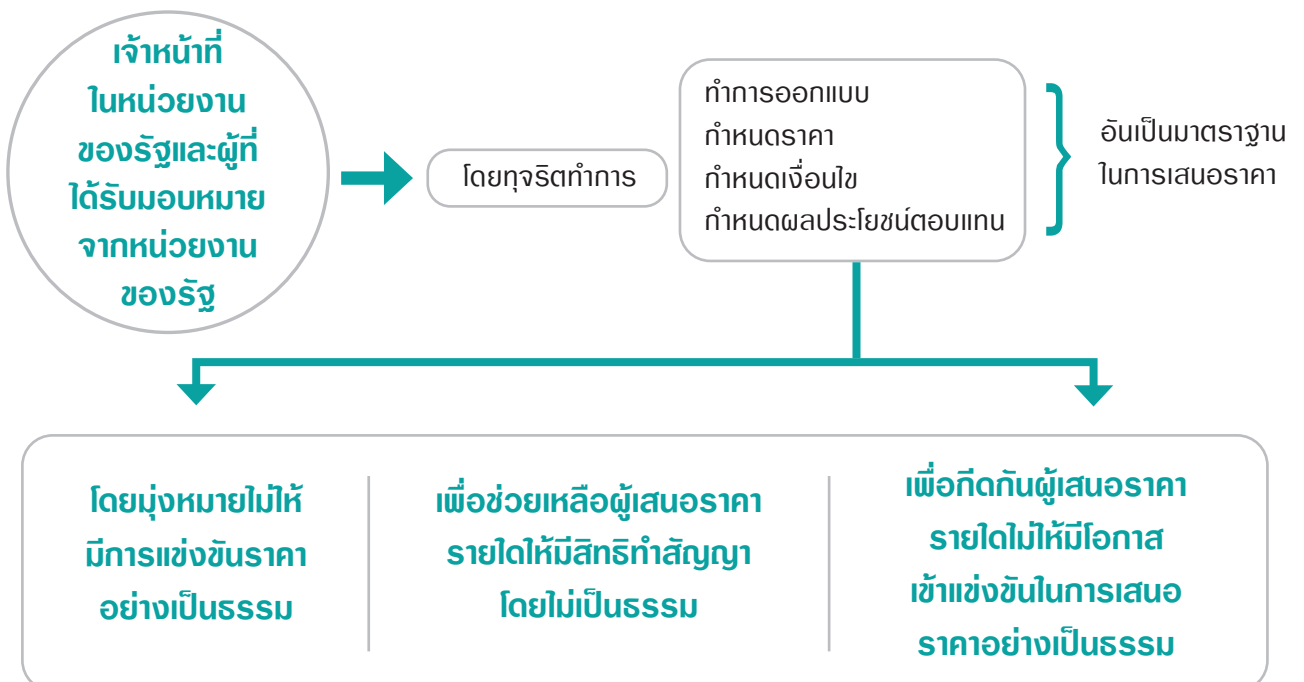 เจ้าหน้าที่
ในหน่วยงาน
ของรัฐและผู้ที่
ได้รับมอบหมาย
จากหน่วยงาน
ของรัฐ
โดยทุจริตทำการ
ทำการออกแบบ
กำหนดราคา
กำหนดเงื่อนไข
กำหนดผลประโยชน์ตอบแทน
อันเป็นมาตราฐาน
ในการเสนอราคา
โดยมุ่งหมายไม่ให้
มีการแข่งขันราคา
อย่างเป็นธรรม
เพื่อช่วยเหลือผู้เสนอราคา
รายใดให้มีสิทธิทำสัญญา
โดยไม่เป็นธรรม
เพื่อกีดกันผู้เสนอราคา
รายใดไม่ให้มีโอกาส
เข้าแข่งขันในการเสนอ
ราคาอย่างเป็นธรรม